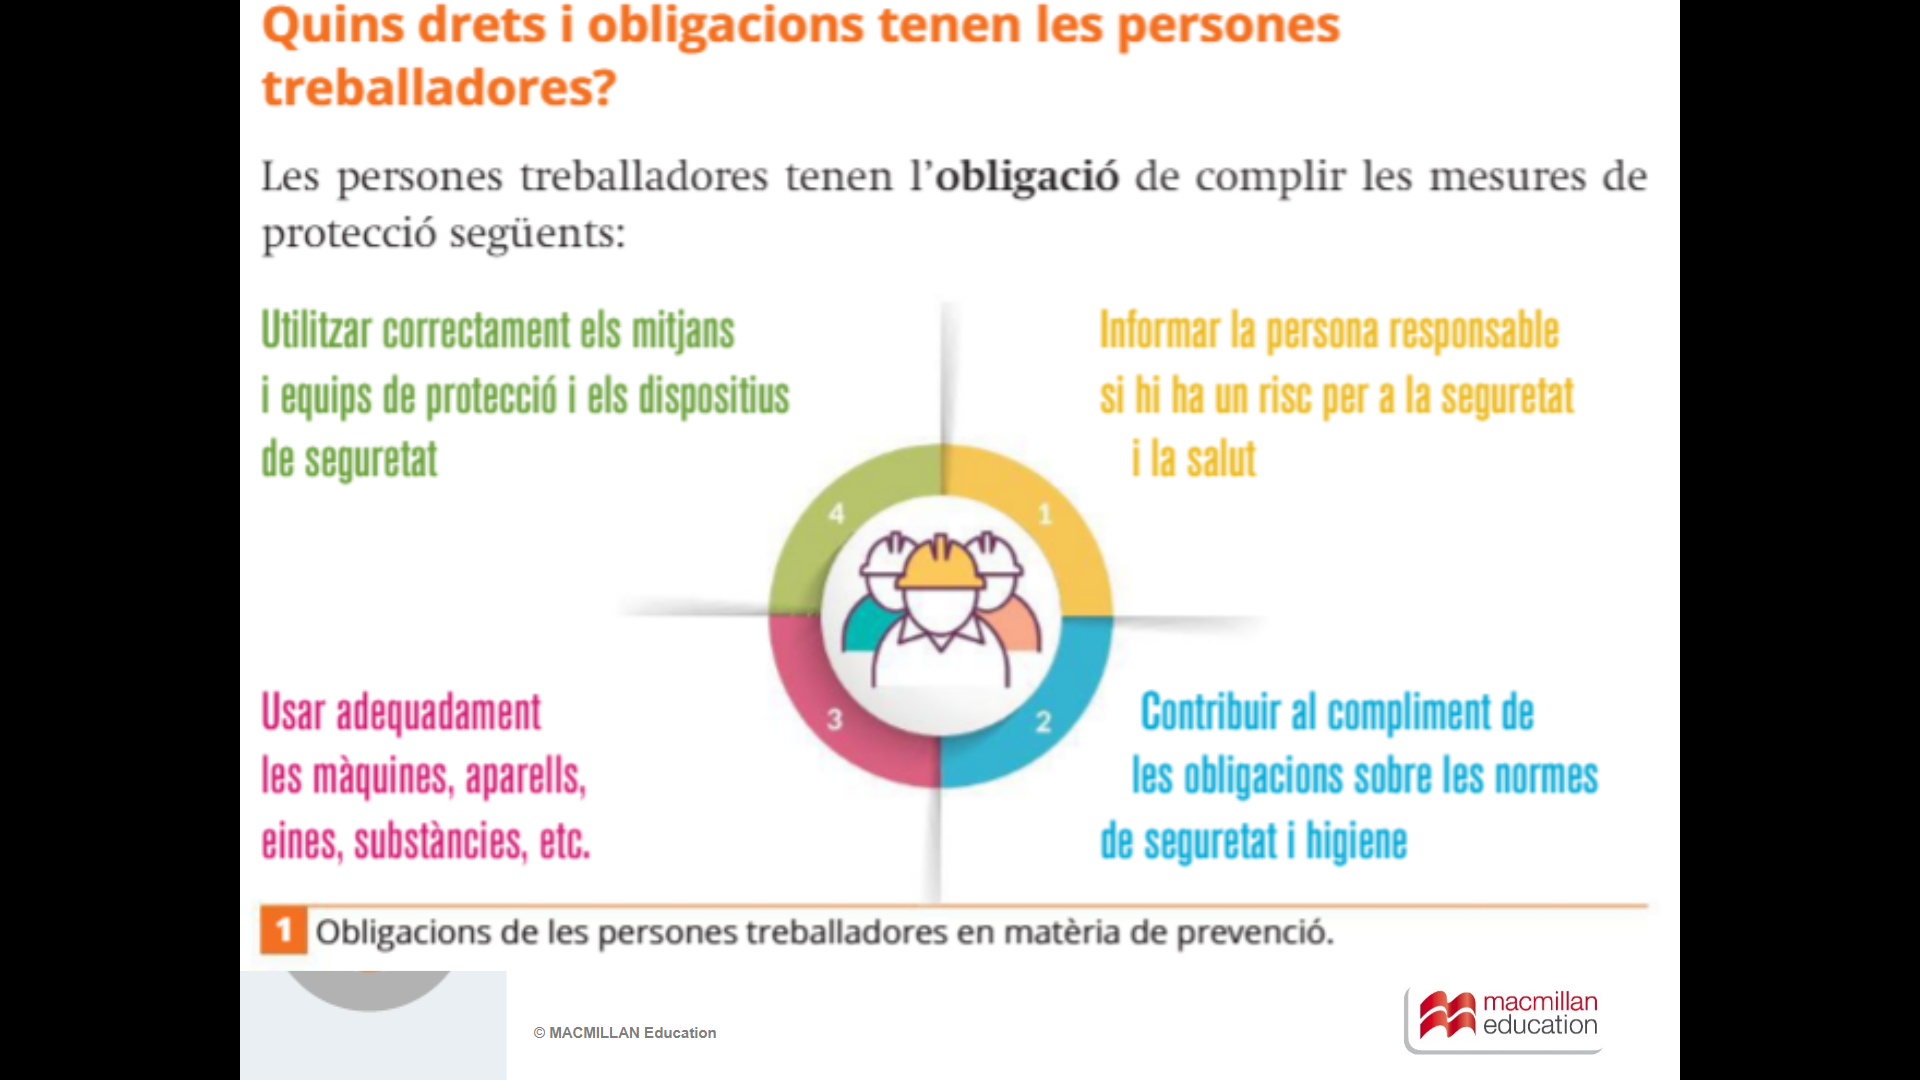 Quins drets i obligacions tenen les persones
treballadores?
Les persones treballadores tenen l’obligació de complir les mesures de
protecció següents:
Utilitzar correctament els mitjans
i equips de protecció i els dispositius
de seguretat
Informar la persona responsable
si hi ha un risc per a la seguretat
i la salut
4
1
3
2
Usar adequadament
les màquines, aparells,
eines, substàncies, etc.
Contribuir al compliment de
les obligacions sobre les normes
de seguretat i higiene
1 Obligacions de les persones treballadores en matèria de prevenció.
© MACMILLAN Education
macmillan
education